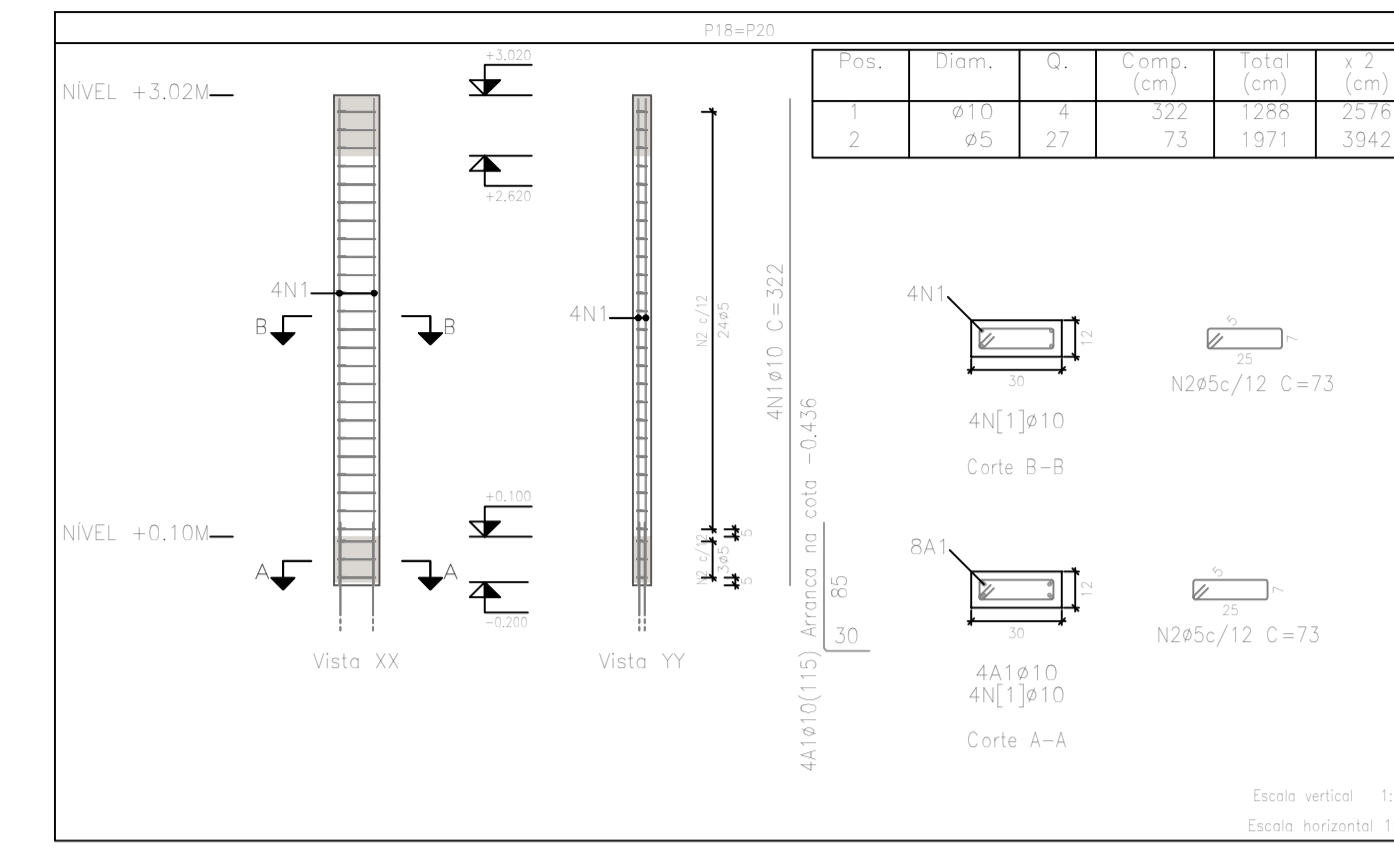 P18=P20
Pos. Diam. Q. Comp. (cm) Total (cm) x 2 (cm)
1 ø10 4 322 1288 2576
2 ø5 27 73 1971 3942
NÍVEL +3.02M
+3.020
+2.620
4N1
B B
NÍVEL +0.10M
+0.100
A A
-0.200
Vista XX
4N1
N2 c/12
24ø5
5
N2 c/12
3ø5
5
Vista YY
4N1ø10 C=322
4A1ø10(115) Arranca na cota -0.436
85
30
4N1
12
30
4N[1]ø10
Corte B-B
5
7
25
N2ø5c/12 C=73
8A1
12
30
4A1ø10
4N[1]ø10
Corte A-A
5
7
25
N2ø5c/12 C=73
Escala vertical 1:
Escala horizontal 1